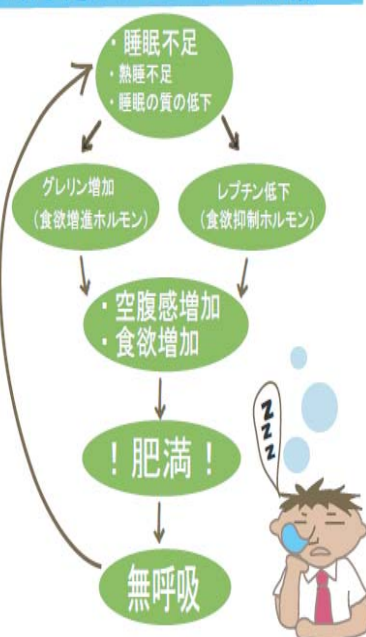 ・睡眠不足
・熟睡不足
・睡眠の質の低下
グレリン増加
(食欲増進ホルモン)
レプチン低下
(食欲抑制ホルモン)
・空腹感増加
・食欲増加
！肥満！
無呼吸
zzz